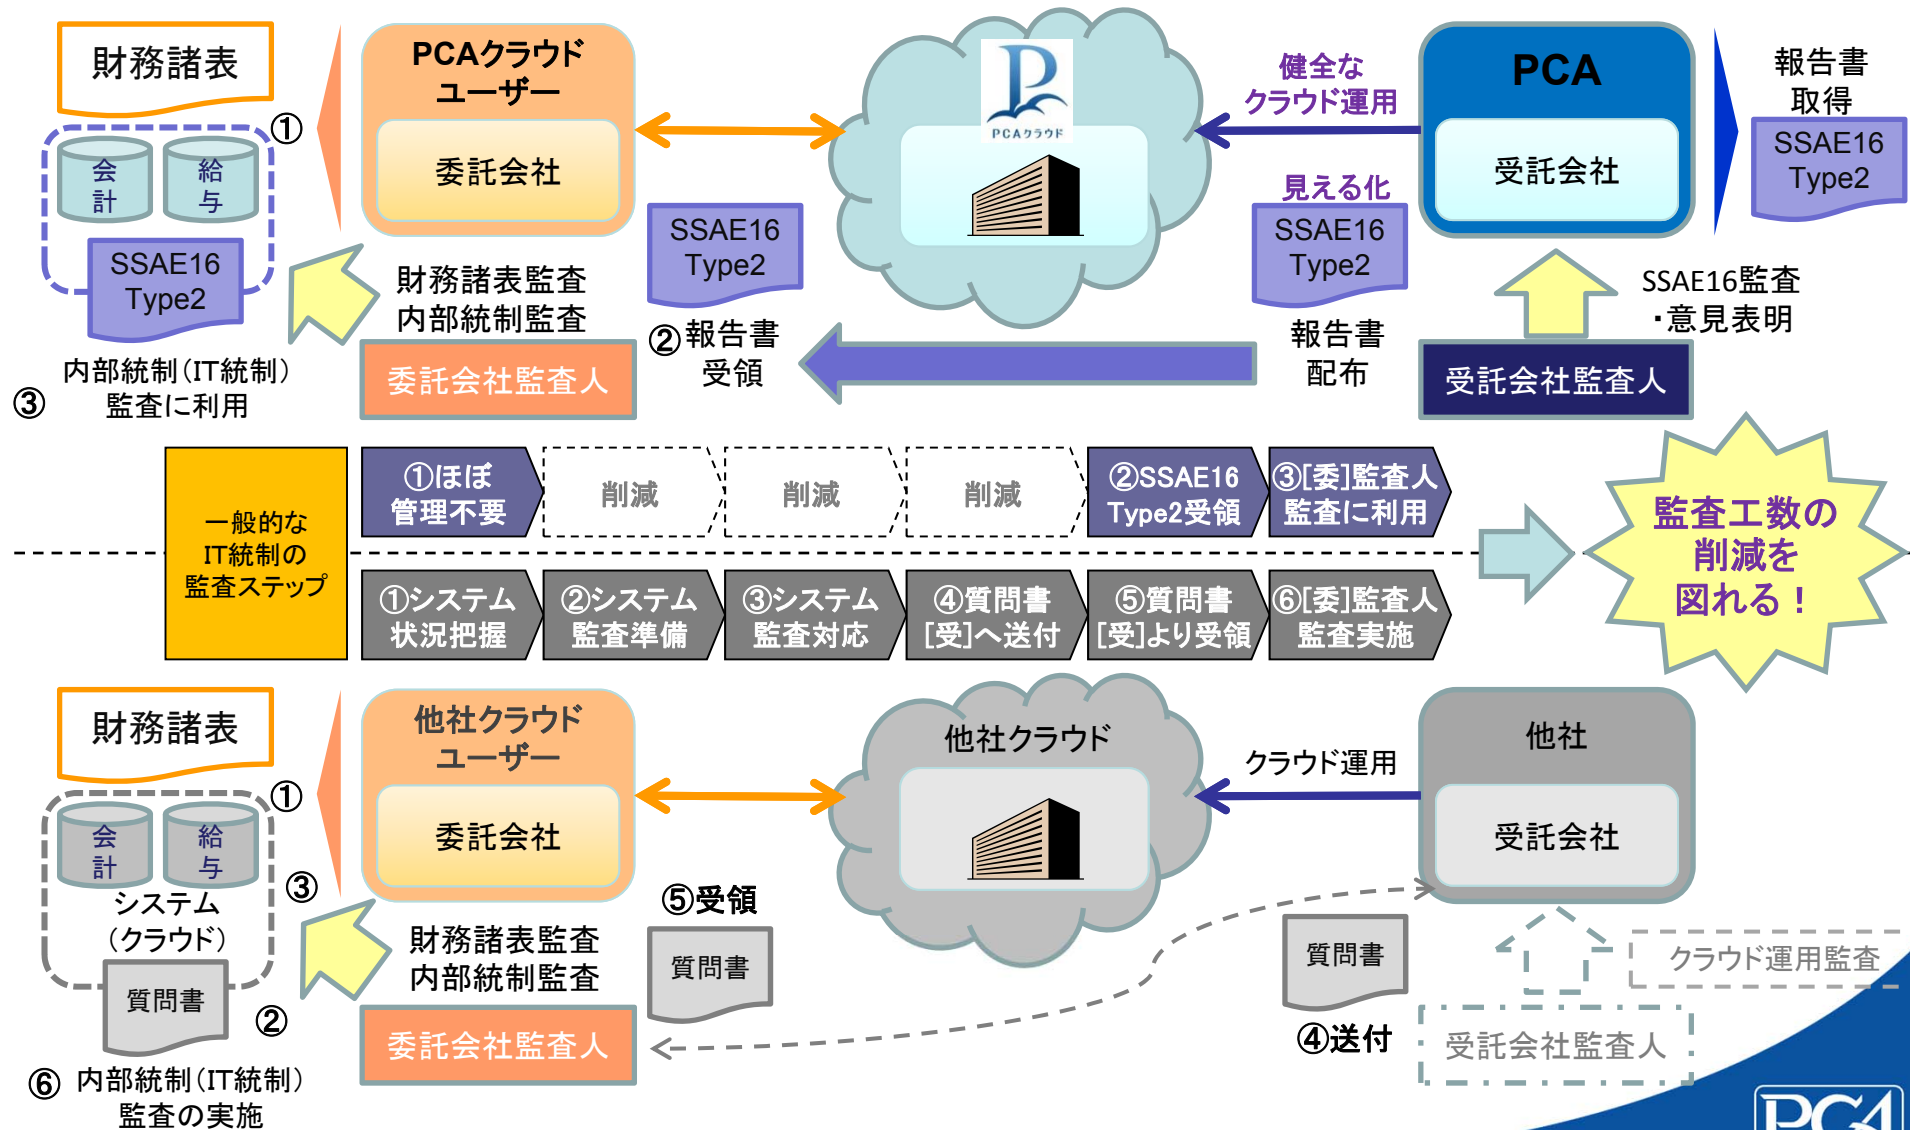 財務諸表
①
会計
給与
SSAE16
Type2
内部統制（IT統制）
③
監査に利用
PCAクラウド
ユーザー
委託会社
財務諸表監査
内部統制監査
委託会社監査人
SSAE16
Type2
②報告書
受領
PCAクラウド
健全な
クラウド運用
見える化
SSAE16
Type2
報告書
配布
PCA
受託会社
報告書
取得
SSAE16
Type2
SSAE16監査
・意見表明
受託会社監査人
一般的な
IT統制の
監査ステップ
①ほぼ
管理不要
削減
削減
削減
②SSAE16
Type2受領
③[委]監査人
監査に利用
①システム
状況把握
②システム
監査準備
③システム
監査対応
④質問書
[受]へ送付
⑤質問書
[受]より受領
⑥[委]監査人
監査実施
監査工数の
削減を
図れる！
財務諸表
①
会計
給与
システム
（クラウド）
③
質問書
②
⑥
内部統制（IT統制）
監査の実施
他社クラウド
ユーザー
委託会社
財務諸表監査
内部統制監査
委託会社監査人
⑤受領
質問書
他社クラウド
クラウド運用
他社
受託会社
質問書
④送付
クラウド運用監査
受託会社監査人
PCA